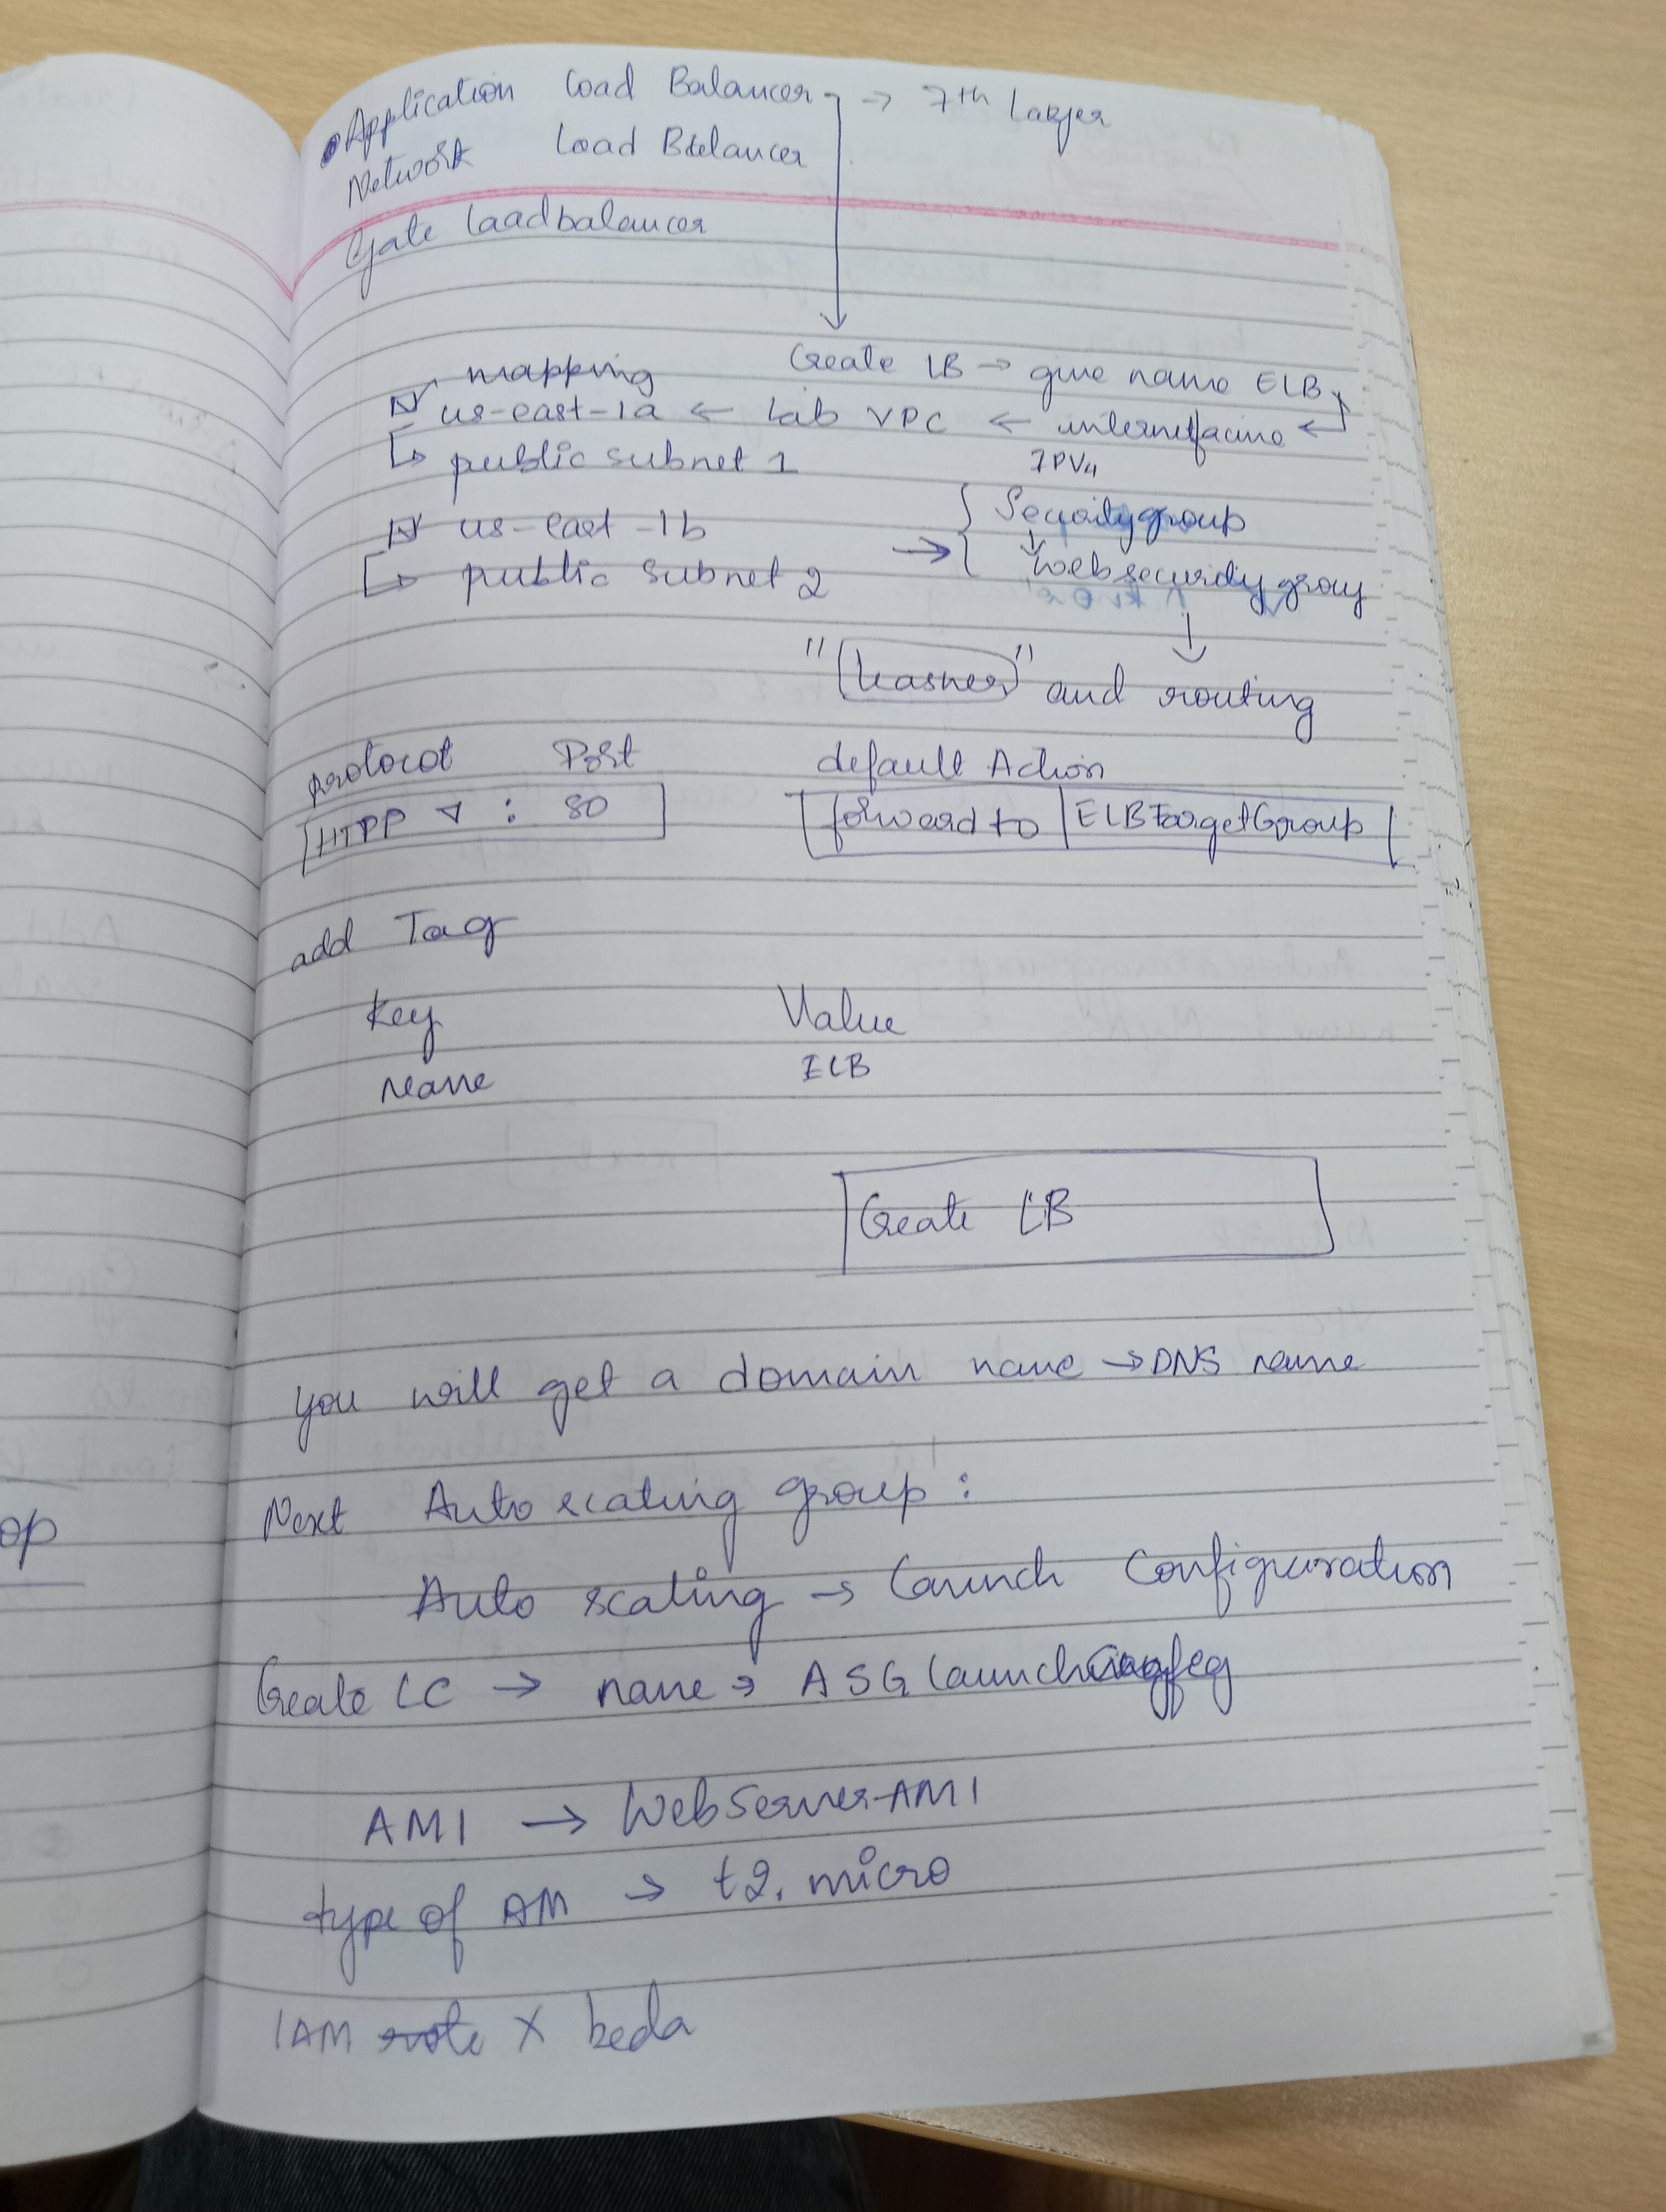 Application Load Balancer → 7th Layer
Network Load Balancer
Gate loadbalancer
Create LB → give name ELB
mapping
us-east-1a ← Lab VPC ← internetfacing
public subnet 1
IPV4
us-east-1b
public subnet 2
→ { Security group
Web security group
" " and routing
protocol Port
default Action
HTPP : 80
forward to ELBTargetGroup
add Tag
Key Value
Name ELB
Create LB
you will get a domain name → DNS name
Next Auto scaling group :
op
Auto scaling → Launch Configuration
Create LC → name → ASG Launch
AMI → WebServer-AMI
type of AM → t2.micro
IAM role X